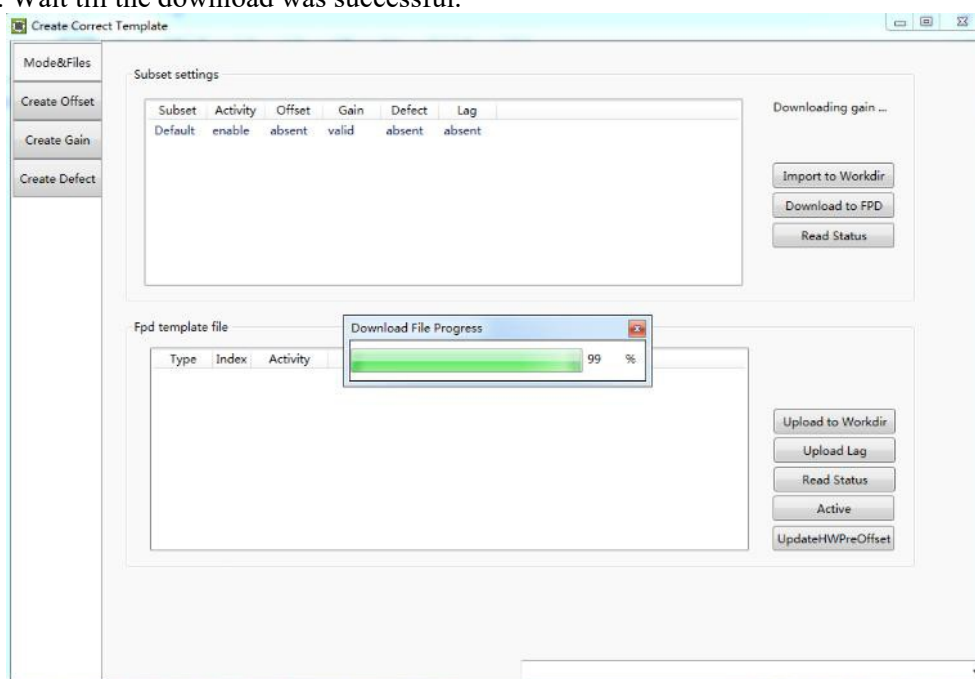 . Wait till the download was successful.
Create Correct Template
Mode&Files
Create Offset
Create Gain
Create Defect
Subset settings
Subset Activity Offset Gain Defect Lag
Default enable absent valid absent absent
Downloading gain ...
Import to Workdir
Download to FPD
Read Status
Fpd template file
Type Index Activity
Download File Progress
99 %
Upload to Workdir
Upload Lag
Read Status
Active
UpdateHWPreOffset